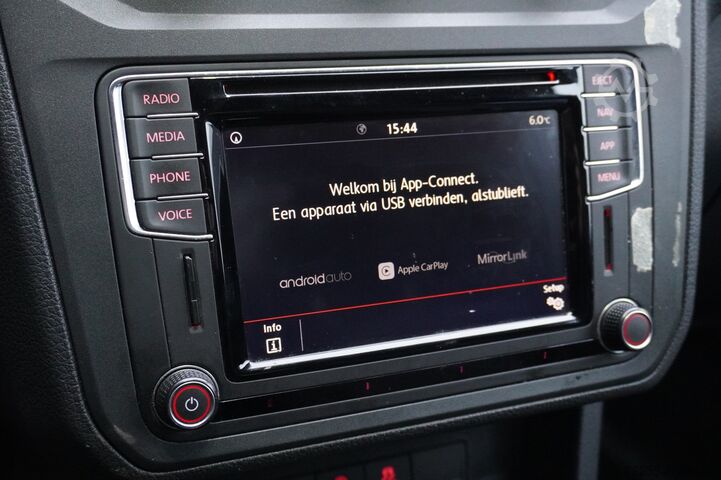 RADIO
MEDIA
PHONE
VOICE
15:44
6.0°C
Welkom bij App-Connect.
Een apparaat via USB verbinden, alstublieft.
androidauto
Apple CarPlay
MirrorLink
Setup
Info
i
EJECT
NAV
APP
MENU